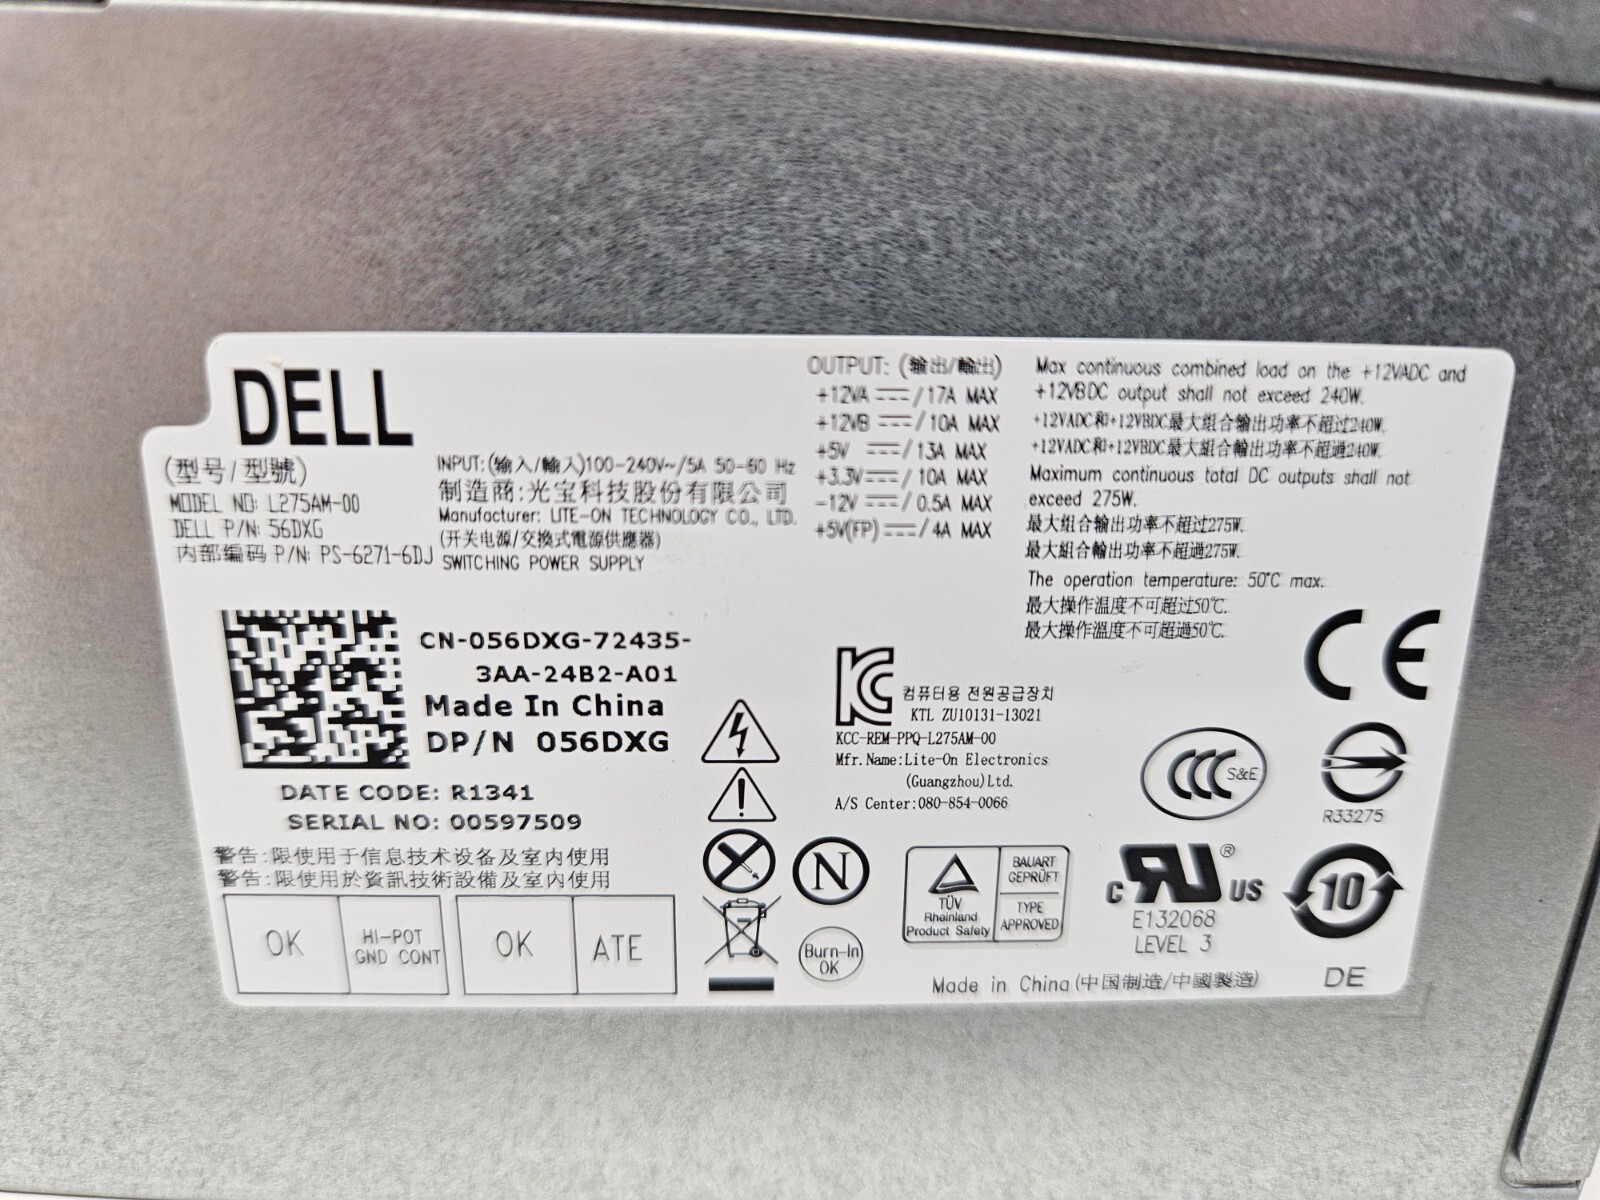 DELL
(型号/型號)
MODEL NO: L275AM-00
DELL P/N: 56DXG
内部编码 P/N: PS-6271-6DJ
INPUT:(输入/輸入)100-240V~/5A 50-60 Hz
制造商:光宝科技股份有限公司
Manufacturer: LITE-ON TECHNOLOGY CO., LTD.
(开关电源/交換式電源供應器)
SWITCHING POWER SUPPLY
OUTPUT: (输出/輸出)
+12VA ⎓/17A MAX
+12VB ⎓/10A MAX
+5V ⎓/13A MAX
+3.3V ⎓/10A MAX
-12V ⎓/0.5A MAX
+5V(FP) ⎓/4A MAX
Max continuous combined load on the +12VADC and
+12VBDC output shall not exceed 240W.
+12VADC和+12VBDC最大组合输出功率不超过240W.
+12VADC和+12VBDC最大組合輸出功率不超過240W.
Maximum continuous total DC outputs shall not
exceed 275W.
最大组合输出功率不超过275W.
最大組合輸出功率不超過275W.
The operation temperature: 50°C max.
最大操作温度不可超过50℃.
最大操作溫度不可超過50℃.
CN-056DXG-72435-
3AA-24B2-A01
Made In China
DP/N 056DXG
DATE CODE: R1341
SERIAL NO: 00597509
警告:限使用于信息技术设备及室内使用
警告:限使用於資訊技術設備及室内使用
OK
HI-POT
GND CONT
OK
ATE
N
Burn-In
OK
컴퓨터용 전원공급장치
KTL ZU10131-13021
KCC-REM-PPQ-L275AM-00
Mfr.Name:Lite-On Electronics
(Guangzhou)Ltd.
A/S Center:080-854-0066
CE
CCC S&E
R33275
TÜV
Rheinland
Product Safety
BAUART
GEPRÜFT
TYPE
APPROVED
c RU ® US
E132068
LEVEL 3
10
Made in China(中国制造/中國製造)
DE